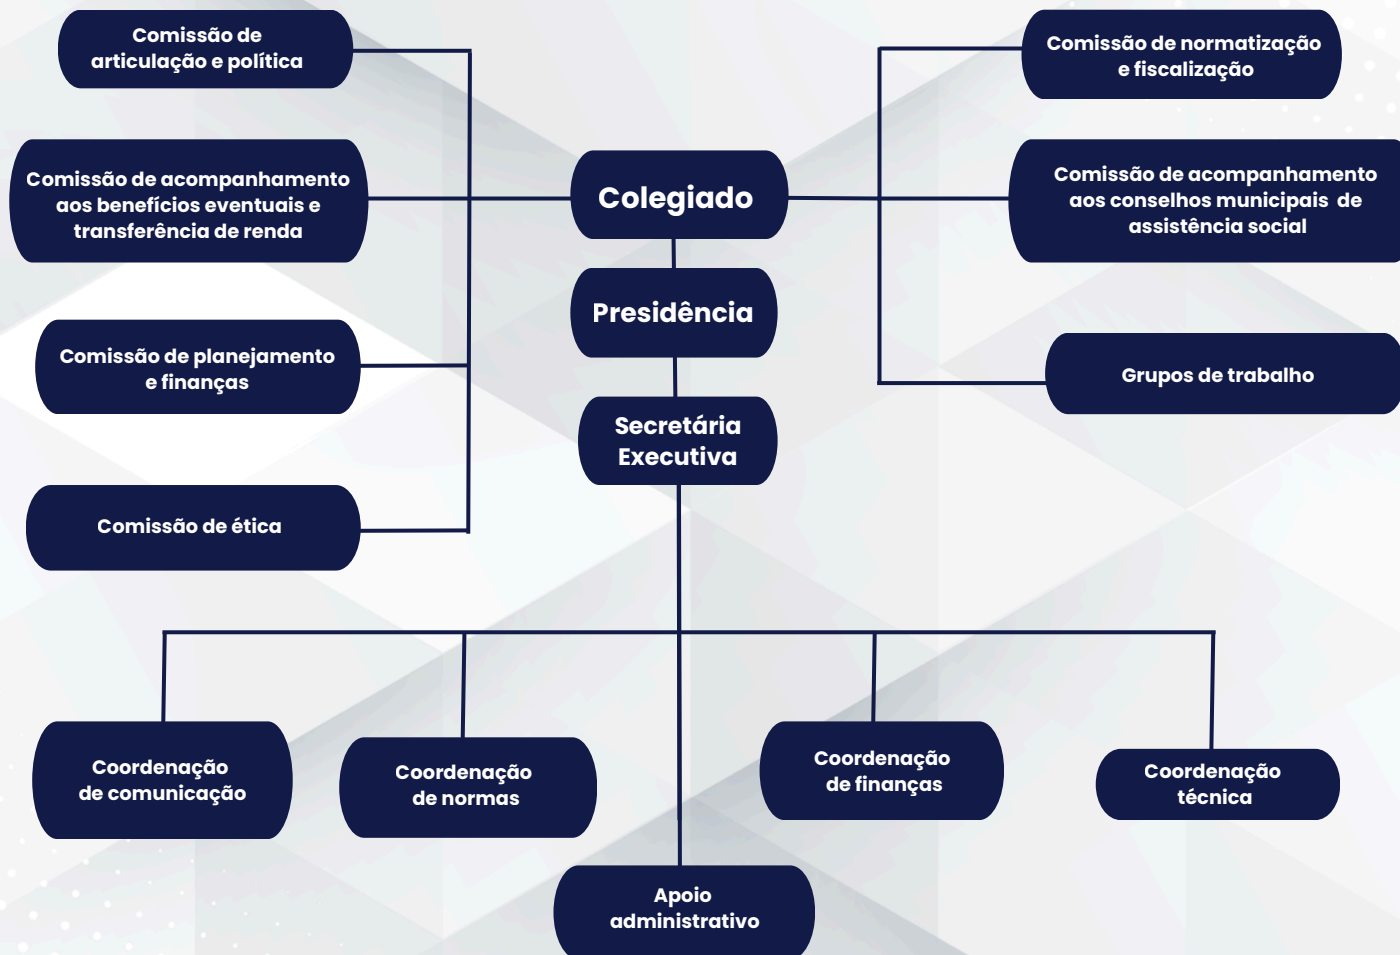 Comissão de
articulação e política
Comissão de normatização
e fiscalização
Comissão de acompanhamento
aos benefícios eventuais e
transferência de renda
Colegiado
Comissão de acompanhamento
aos conselhos municipais de
assistência social
Presidência
Comissão de planejamento
e finanças
Grupos de trabalho
Secretária
Executiva
Comissão de ética
Coordenação
de comunicação
Coordenação
de normas
Coordenação
de finanças
Coordenação
técnica
Apoio
administrativo